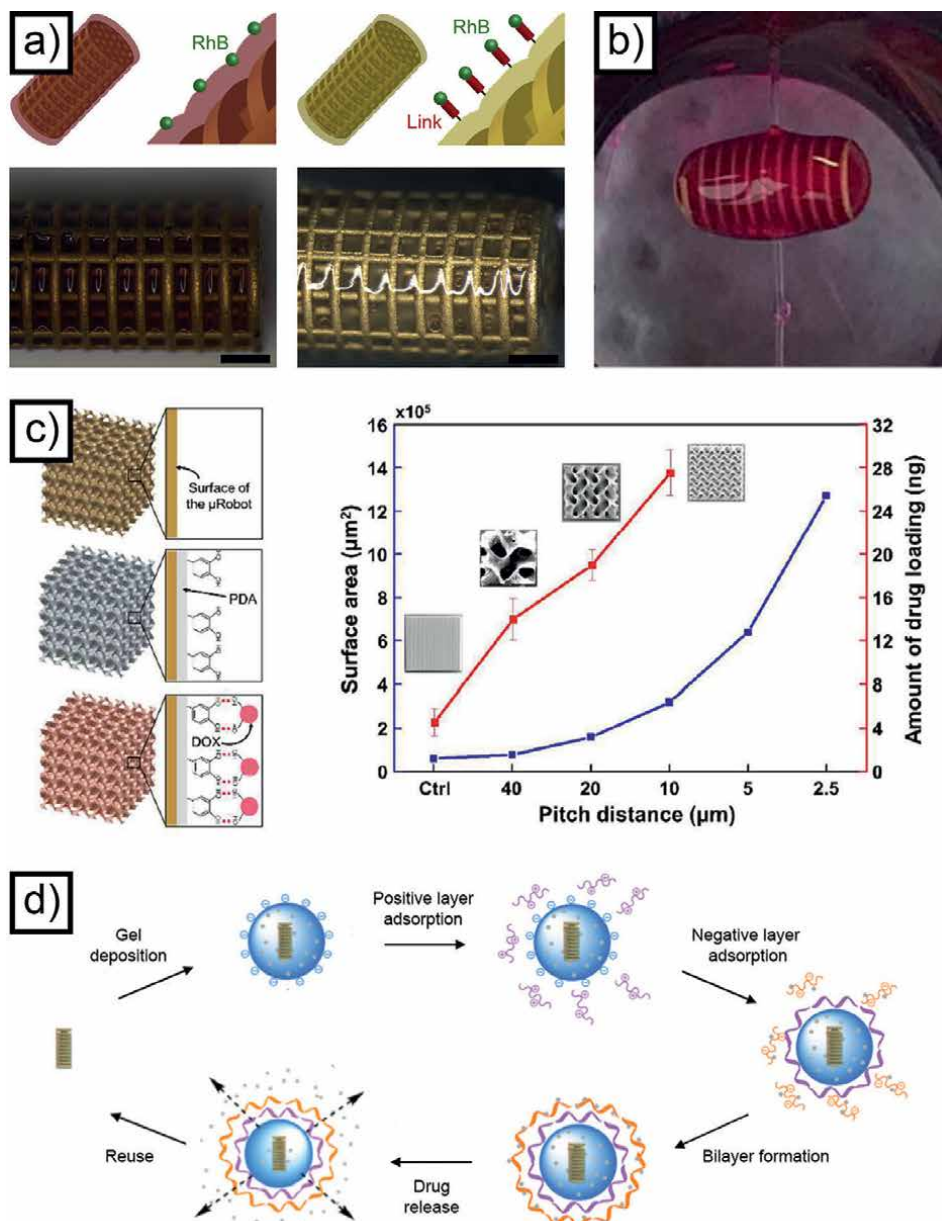 a)
RhB
RhB
Link
b)
c)
Surface of
the µRobot
PDA
DOX
x10⁵
16
14
12
10
8
6
4
2
0
Surface area (µm²)
32
28
24
20
16
12
8
4
0
Amount of drug loading (ng)
Ctrl
40
20
10
5
2.5
Pitch distance (µm)
d)
Gel
deposition
Positive layer
adsorption
Negative layer
adsorption
Bilayer formation
Drug
release
Reuse